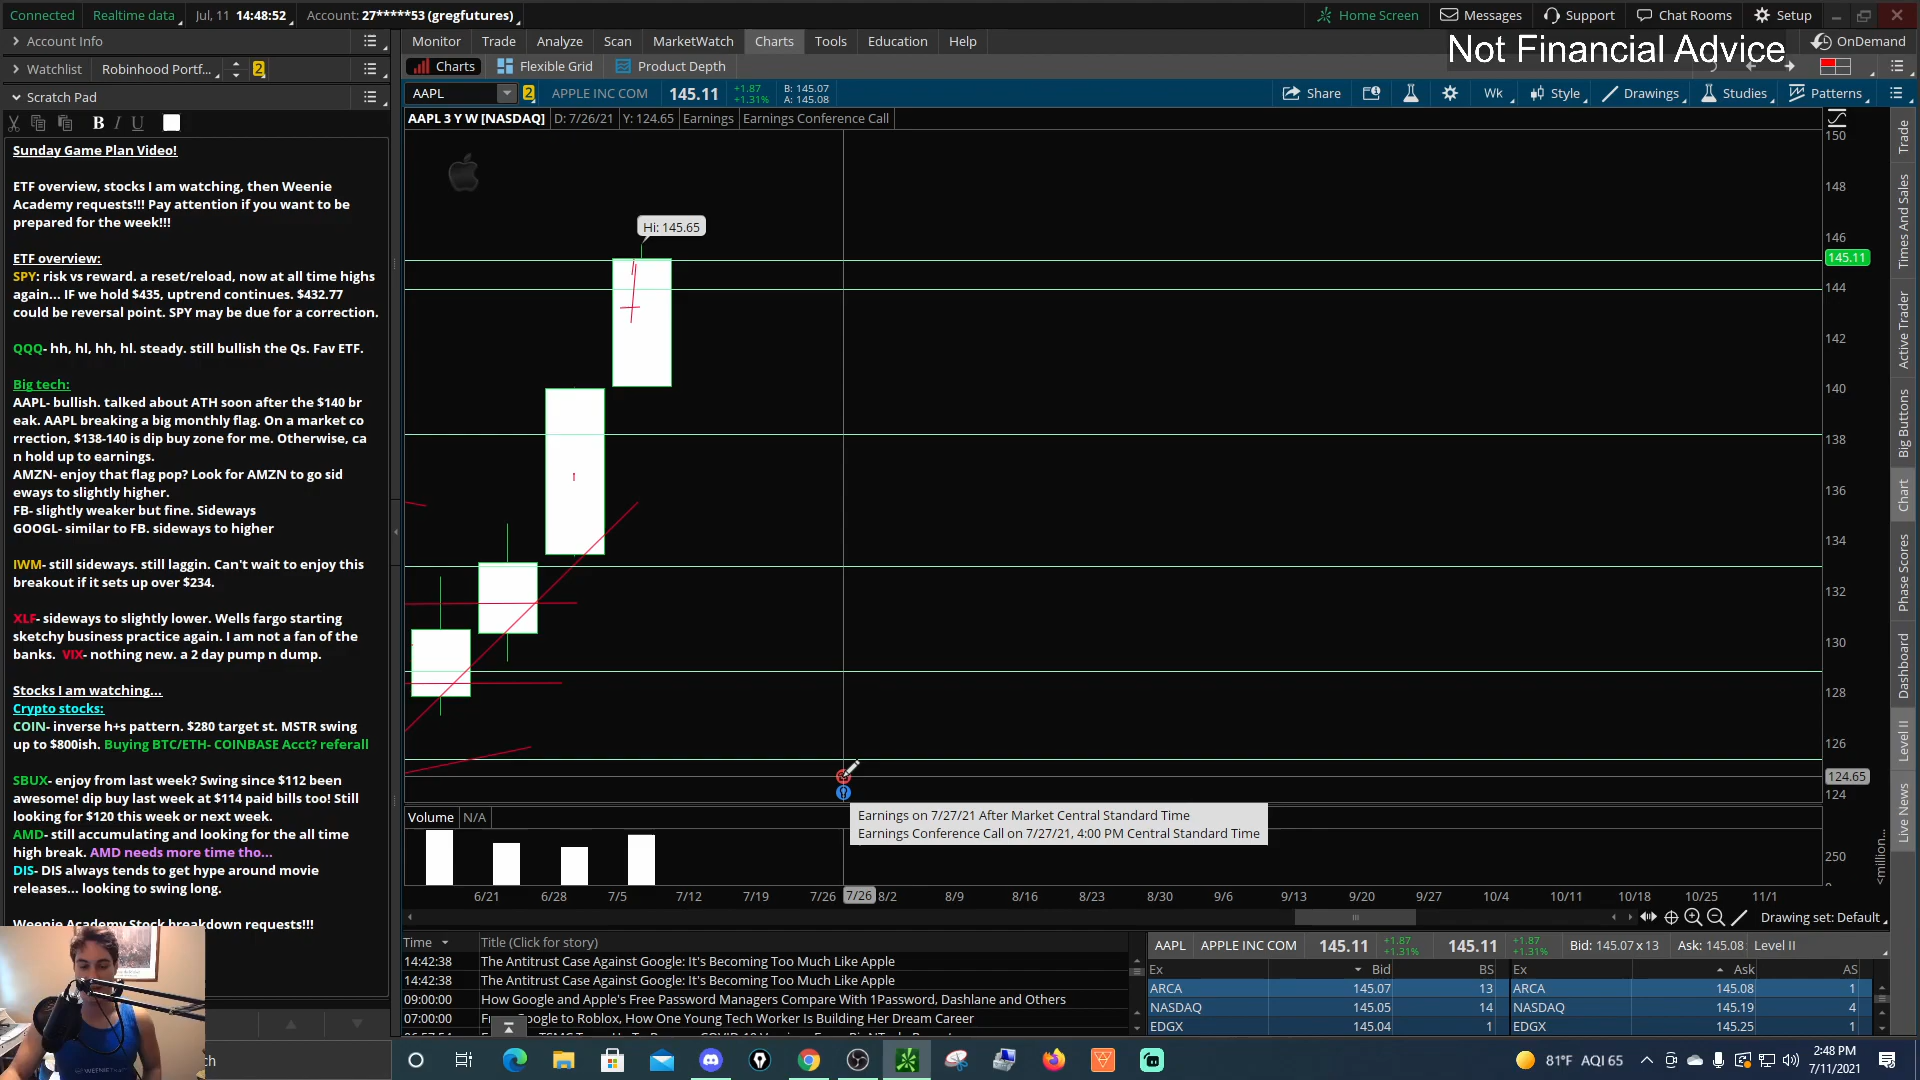 Connected Realtime data Jul, 11 14:48:52 Account: 27*****53 (gregfutures) Home Screen Messages Support Chat Rooms Setup
Account Info
Monitor Trade Analyze Scan MarketWatch Charts Tools Education Help
Not Financial Advice
OnDemand
Watchlist Robinhood Portf... 2
Charts Flexible Grid Product Depth
Scratch Pad
AAPL 2 APPLE INC COM 145.11 +1.87 +1.31% B: 145.07 A: 145.08 Share Wk Style Drawings Studies Patterns
B I U
AAPL 3 Y W [NASDAQ] D: 7/26/21 Y: 124.65 Earnings Earnings Conference Call
Sunday Game Plan Video!
ETF overview, stocks I am watching, then Weenie
Academy requests!!! Pay attention if you want to be
prepared for the week!!!
ETF overview:
SPY: risk vs reward. a reset/reload, now at all time highs
again... IF we hold $435, uptrend continues. $432.77
could be reversal point. SPY may be due for a correction.
QQQ- hh, hl, hh, hl. steady. still bullish the Qs. Fav ETF.
Big tech:
AAPL- bullish. talked about ATH soon after the $140 br
eak. AAPL breaking a big monthly flag. On a market co
rrection, $138-140 is dip buy zone for me. Otherwise, ca
n hold up to earnings.
AMZN- enjoy that flag pop? Look for AMZN to go sid
eways to slightly higher.
FB- slightly weaker but fine. Sideways
GOOGL- similar to FB. sideways to higher
IWM- still sideways. still laggin. Can't wait to enjoy this
breakout if it sets up over $234.
XLF- sideways to slightly lower. Wells fargo starting
sketchy business practice again. I am not a fan of the
banks. VIX- nothing new. a 2 day pump n dump.
Stocks I am watching...
Crypto stocks:
COIN- inverse h+s pattern. $280 target st. MSTR swing
up to $800ish. Buying BTC/ETH- COINBASE Acct? referall
SBUX- enjoy from last week? Swing since $112 been
awesome! dip buy last week at $114 paid bills too! Still
looking for $120 this week or next week.
AMD- still accumulating and looking for the all time
high break. AMD needs more time tho...
DIS- DIS always tends to get hype around movie
releases... looking to swing long.
Weenie Academy Stock breakdown requests!!!
Hi: 145.65
150
148
146
145.11
144
142
140
138
136
134
132
130
128
126
124.65
124
Earnings on 7/27/21 After Market Central Standard Time
Earnings Conference Call on 7/27/21, 4:00 PM Central Standard Time
Volume N/A
250
<million...
6/21 6/28 7/5 7/12 7/19 7/26 7/26 8/2 8/9 8/16 8/23 8/30 9/6 9/13 9/20 9/27 10/4 10/11 10/18 10/25 11/1
Drawing set: Default
Trade
Times And Sales
Active Trader
Big Buttons
Chart
Phase Scores
Dashboard
Level II
Live News
Time Title (Click for story)
14:42:38 The Antitrust Case Against Google: It's Becoming Too Much Like Apple
14:42:38 The Antitrust Case Against Google: It's Becoming Too Much Like Apple
09:00:00 How Google and Apple's Free Password Managers Compare With 1Password, Dashlane and Others
07:00:00 Google to Roblox, How One Young Tech Worker Is Building Her Dream Career
AAPL APPLE INC COM 145.11 +1.87 +1.31% 145.11 +1.87 +1.31% Bid: 145.07 x 13 Ask: 145.08 Level II
Ex Bid BS Ex Ask AS
ARCA 145.07 13 ARCA 145.08 1
NASDAQ 145.05 14 NASDAQ 145.19 4
EDGX 145.04 1 EDGX 145.25 1
81°F AQI 65
2:48 PM
7/11/2021